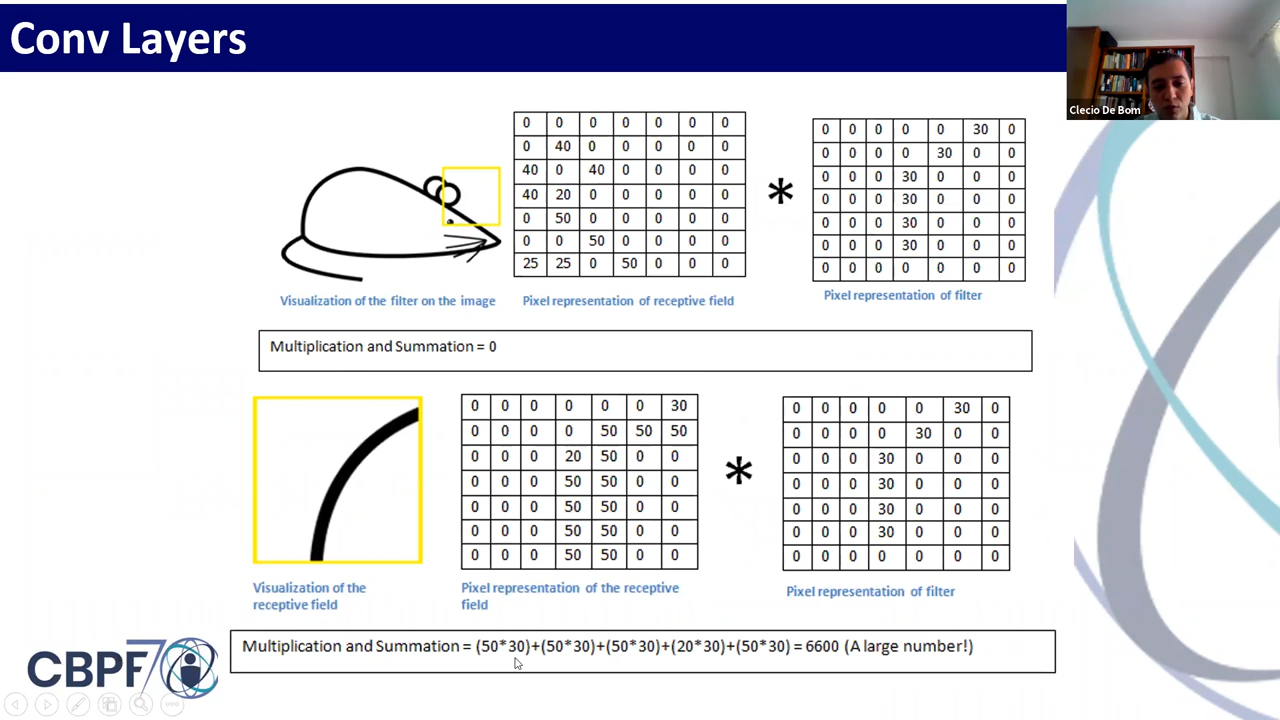 Conv Layers
Clecio De Bom
0 0 0 0 0 0 0
0 40 0 0 0 0 0
40 0 40 0 0 0 0
40 20 0 0 0 0 0
0 50 0 0 0 0 0
0 0 50 0 0 0 0
25 25 0 50 0 0 0
*
0 0 0 0 0 30 0
0 0 0 0 30 0 0
0 0 0 30 0 0 0
0 0 0 30 0 0 0
0 0 0 30 0 0 0
0 0 0 30 0 0 0
0 0 0 0 0 0 0
Visualization of the filter on the image
Pixel representation of receptive field
Pixel representation of filter
Multiplication and Summation = 0
0 0 0 0 0 0 30
0 0 0 0 50 50 50
0 0 0 20 50 0 0
0 0 0 50 50 0 0
0 0 0 50 50 0 0
0 0 0 50 50 0 0
0 0 0 50 50 0 0
*
0 0 0 0 0 30 0
0 0 0 0 30 0 0
0 0 0 30 0 0 0
0 0 0 30 0 0 0
0 0 0 30 0 0 0
0 0 0 30 0 0 0
0 0 0 0 0 0 0
Visualization of the
receptive field
Pixel representation of the receptive
field
Pixel representation of filter
Multiplication and Summation = (50*30)+(50*30)+(50*30)+(20*30)+(50*30) = 6600 (A large number!)
CBPF 70